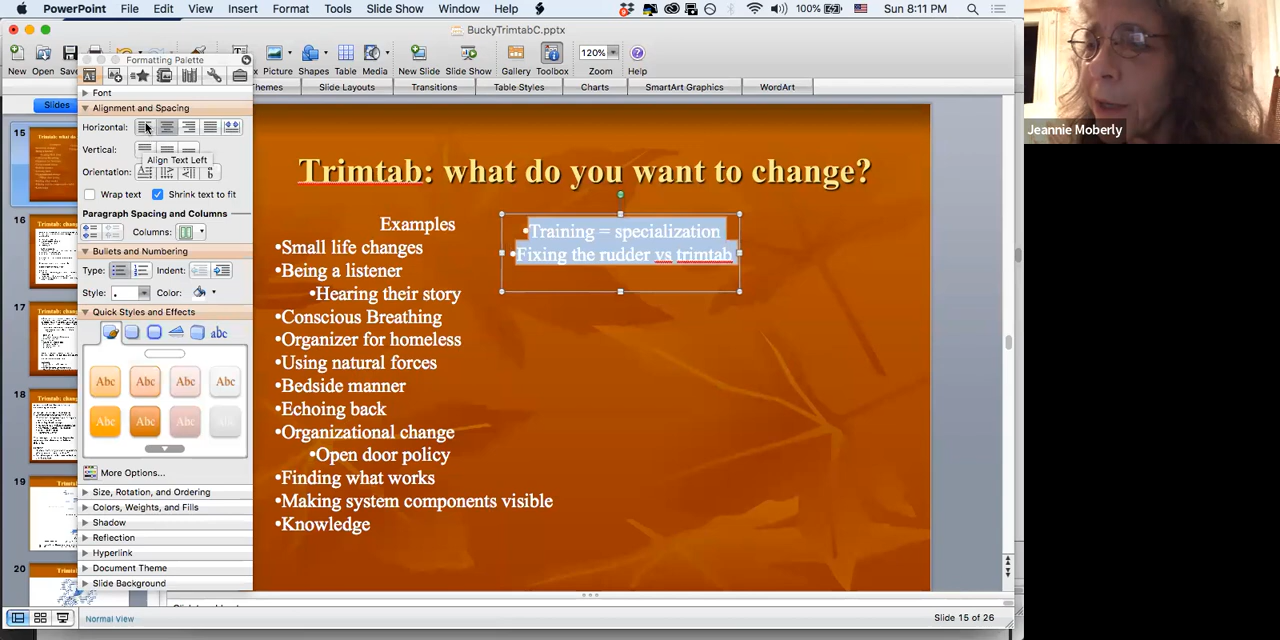 PowerPoint File Edit View Insert Format Tools Slide Show Window Help 100% Sun 8:11 PM
BuckyTrimtabC.pptx
Formatting Palette
New Open Save Picture Shapes Table Media New Slide Slide Show Gallery Toolbox 120% Zoom Help
Slide Layouts Transitions Table Styles Charts SmartArt Graphics WordArt
Slides
Font
Alignment and Spacing
Horizontal:
Vertical:
Align Text Left
Orientation:
Wrap text Shrink text to fit
Paragraph Spacing and Columns
Columns:
Bullets and Numbering
Type: Indent:
Style: Color:
Quick Styles and Effects
abc
Abc Abc Abc Abc
Abc Abc Abc Abc
More Options...
Size, Rotation, and Ordering
Colors, Weights, and Fills
Shadow
Reflection
Hyperlink
Document Theme
Slide Background
15
16
17
18
19
20
Trimtab: what do you want to change?
Examples
•Small life changes
•Being a listener
•Hearing their story
•Conscious Breathing
•Organizer for homeless
•Using natural forces
•Bedside manner
•Echoing back
•Organizational change
•Open door policy
•Finding what works
•Making system components visible
•Knowledge
•Training = specialization
•Fixing the rudder vs trimtab
Normal View
Slide 15 of 26
Jeannie Moberly